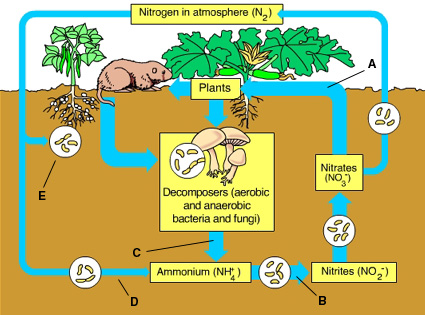 Nitrogen in atmosphere (N₂)
A
Plants
E
Decomposers (aerobic
and anaerobic
bacteria and fungi)
Nitrates
(NO₃⁻)
C
Ammonium (NH₄⁺)
Nitrites (NO₂⁻)
D
B